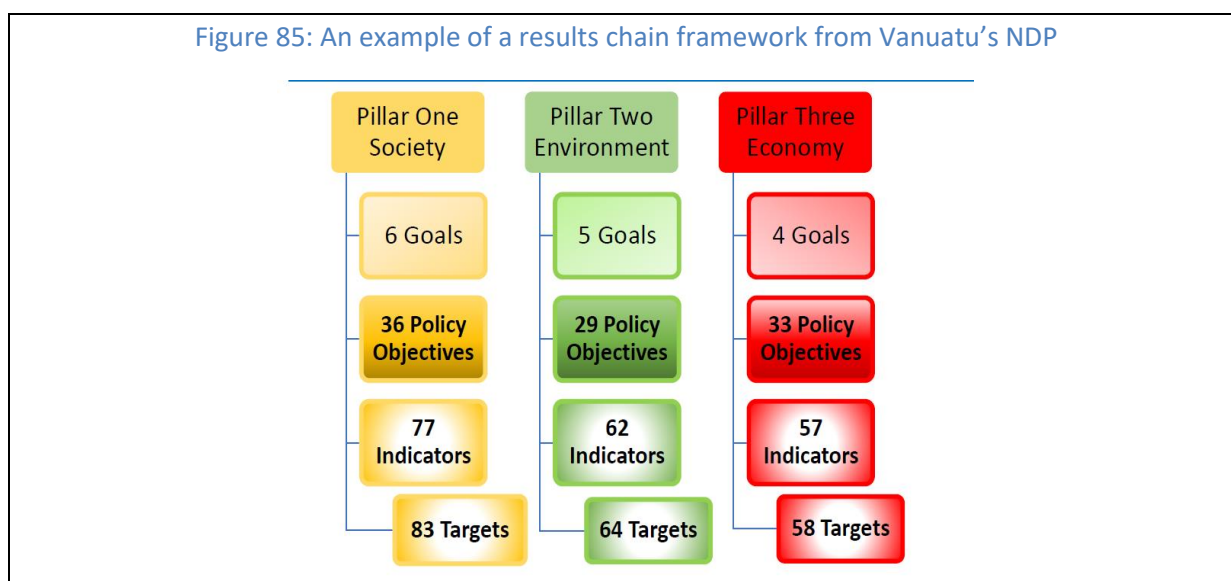 Figure 85: An example of a results chain framework from Vanuatu’s NDP
Pillar One
Society
6 Goals
36 Policy
Objectives
77
Indicators
83 Targets
Pillar Two
Environment
5 Goals
29 Policy
Objectives
62
Indicators
64 Targets
Pillar Three
Economy
4 Goals
33 Policy
Objectives
57
Indicators
58 Targets